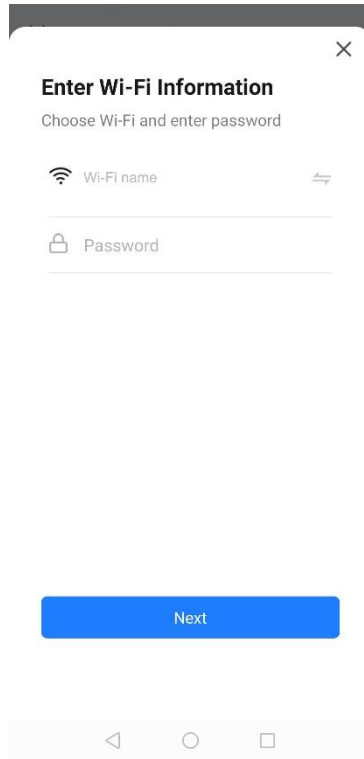 Enter Wi-Fi Information
Choose Wi-Fi and enter password
Wi-Fi name
Password
Next